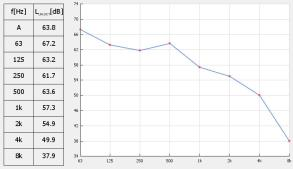 f[Hz] [dB]
A 63.8
63 67.2
125 63.2
250 61.7
500 63.6
1k 57.3
2k 54.9
4k 49.9
8k 37.9
74
70
66
62
58
54
50
46
42
38
34
63 125 250 500 1k 2k 4k 8k